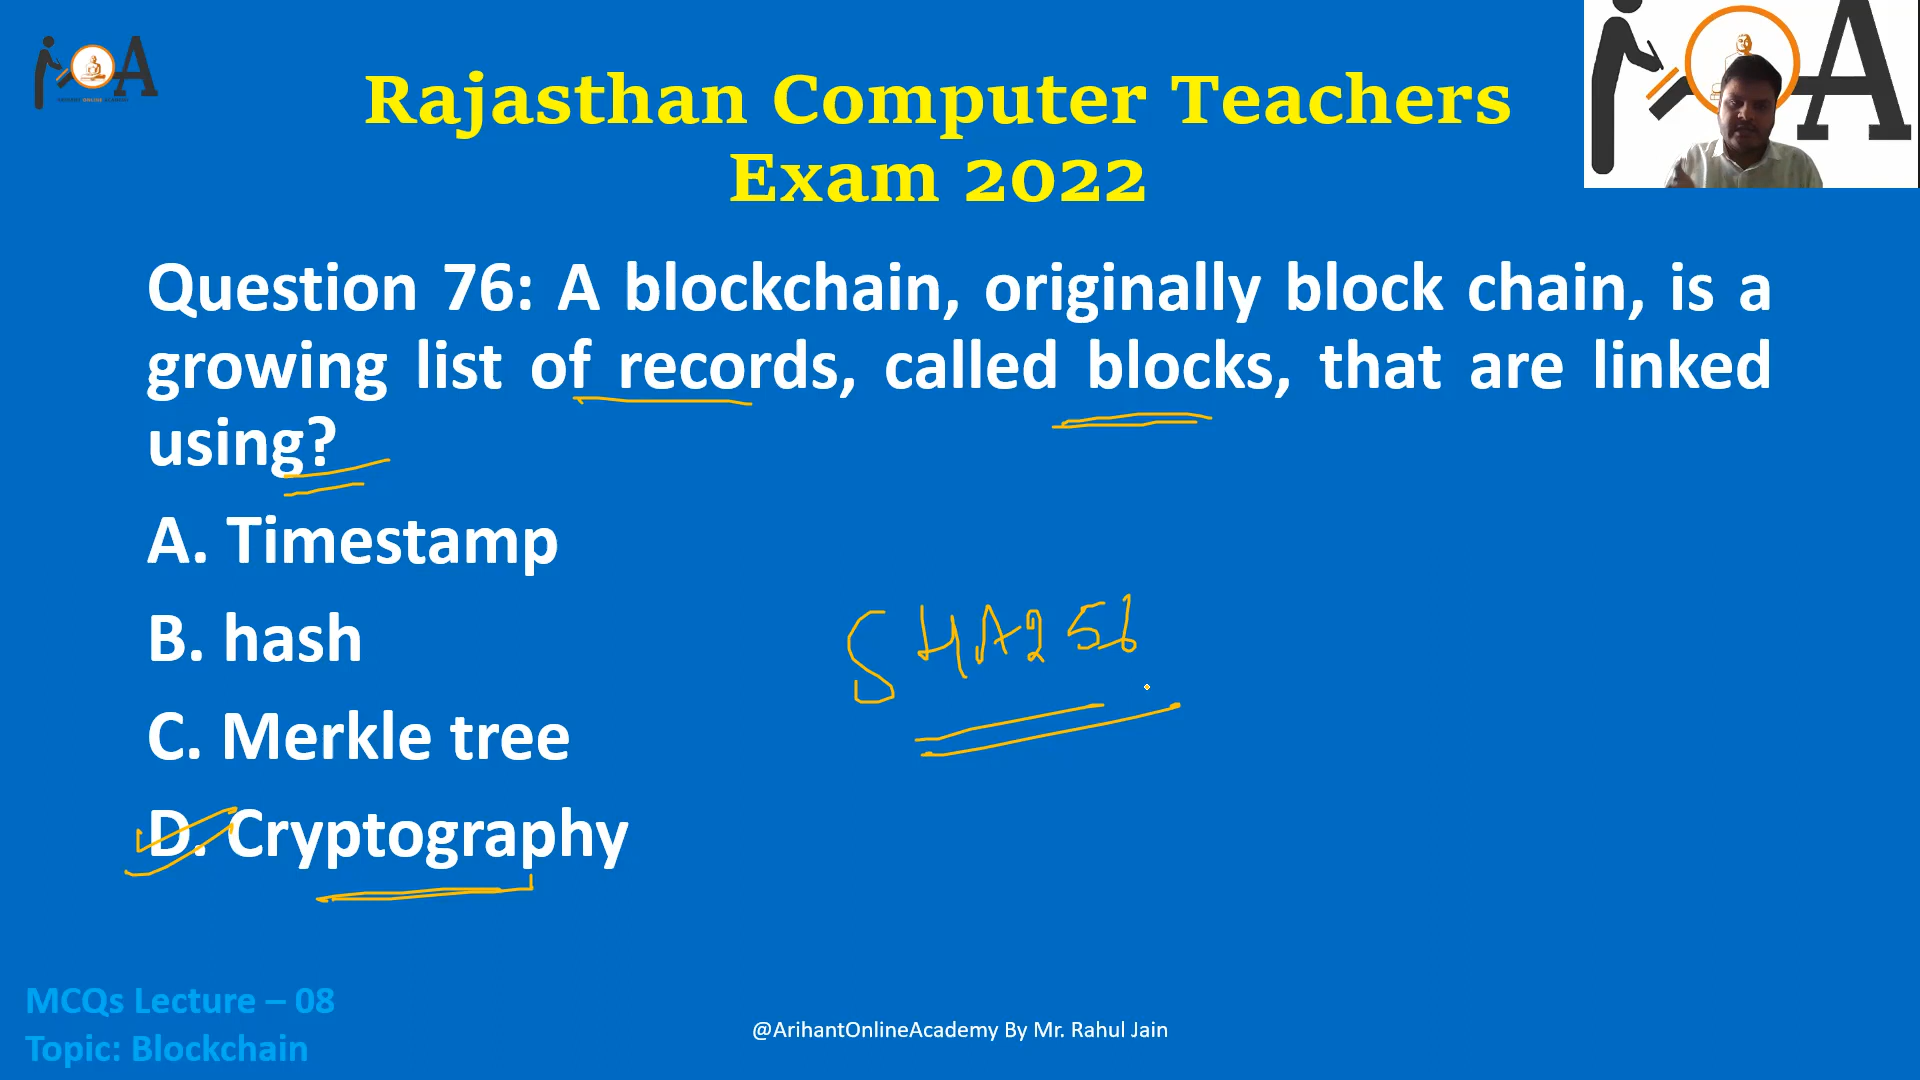 Rajasthan Computer Teachers
Exam 2022
Question 76: A blockchain, originally block chain, is a
growing list of records, called blocks, that are linked
using?
A. Timestamp
B. hash
SHA256
C. Merkle tree
D. Cryptography
MCQs Lecture – 08
Topic: Blockchain
@ArihantOnlineAcademy By Mr. Rahul Jain